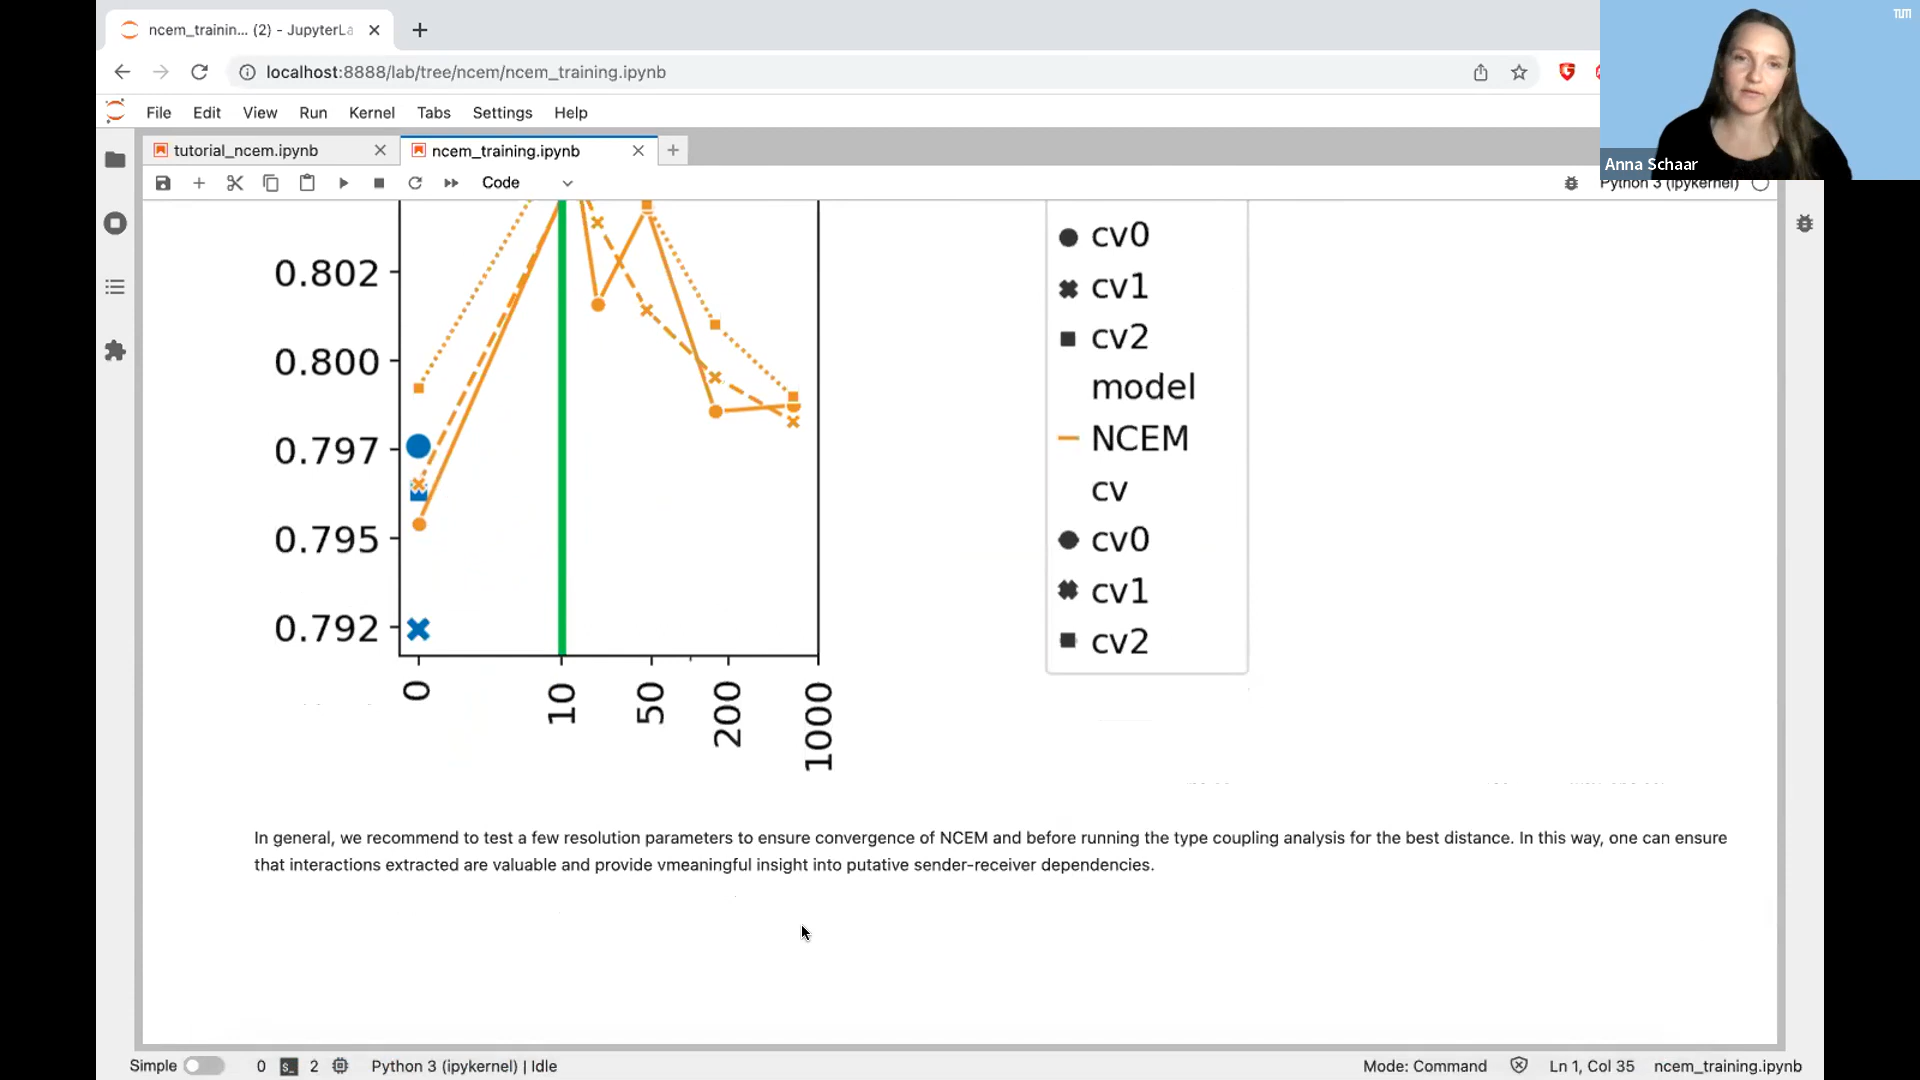 ncem_trainin... (2) - JupyterLa
TUM
localhost:8888/lab/tree/ncem/ncem_training.ipynb
File Edit View Run Kernel Tabs Settings Help
tutorial_ncem.ipynb
ncem_training.ipynb
Anna Schaar
Code
Python 3 (ipykernel)
0.802
0.800
0.797
0.795
0.792
0
10
50
200
1000
cv0
cv1
cv2
model
NCEM
cv
cv0
cv1
cv2
In general, we recommend to test a few resolution parameters to ensure convergence of NCEM and before running the type coupling analysis for the best distance. In this way, one can ensure
that interactions extracted are valuable and provide vmeaningful insight into putative sender-receiver dependencies.
Simple 0 2 Python 3 (ipykernel) | Idle Mode: Command Ln 1, Col 35 ncem_training.ipynb